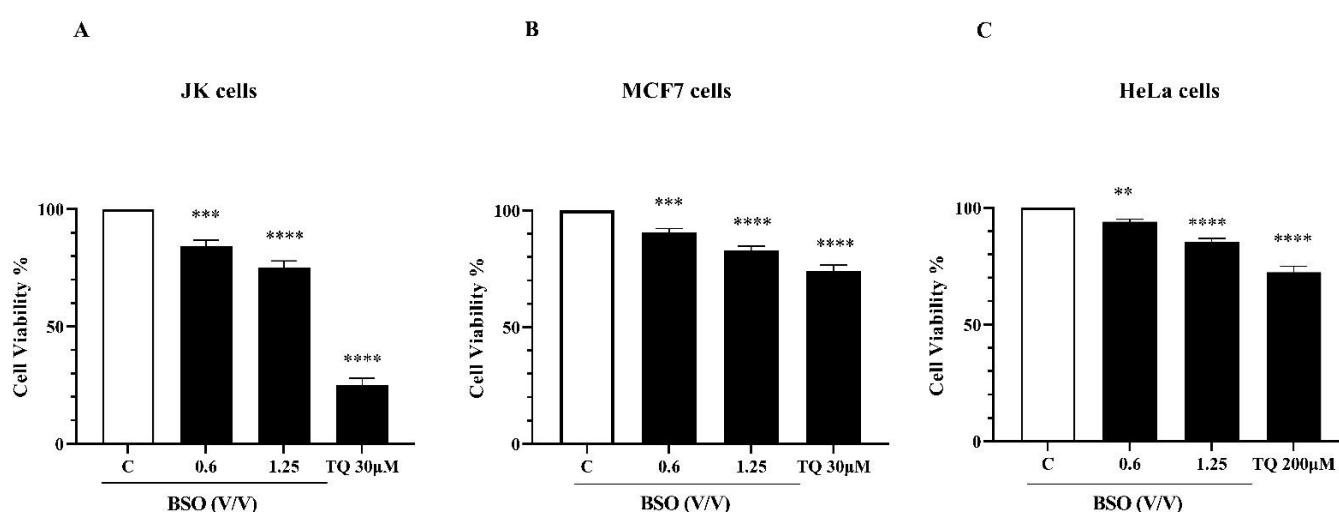 A
JK cells
Cell Viability %
100
50
0
***
****
****
C 0.6 1.25 TQ 30μM
BSO (V/V)
B
MCF7 cells
Cell Viability %
100
50
0
***
****
****
C 0.6 1.25 TQ 30μM
BSO (V/V)
C
HeLa cells
Cell Viability %
100
50
0
**
****
****
C 0.6 1.25 TQ 200μM
BSO (V/V)